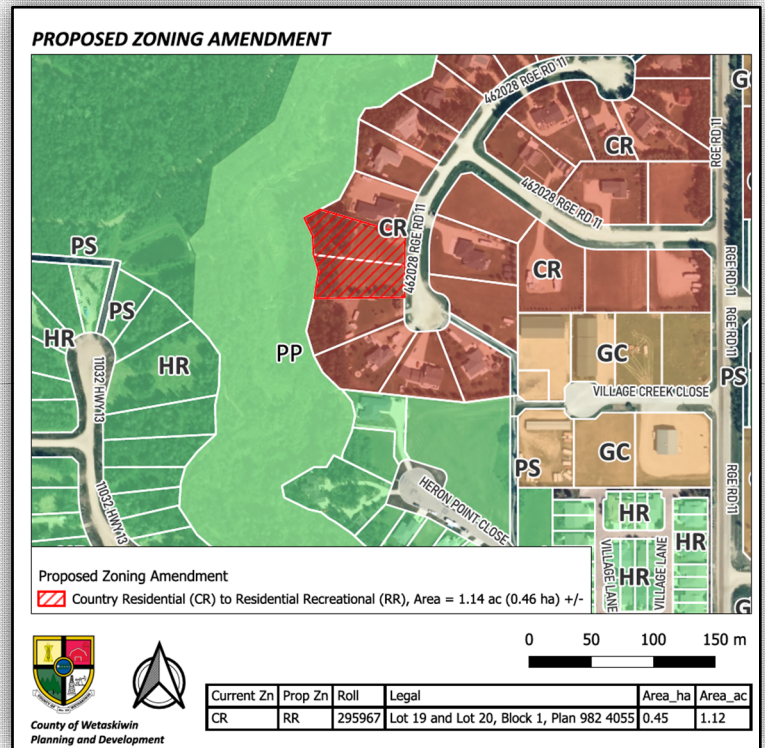 PROPOSED ZONING AMENDMENT
462028 RGE RD 11
RGE RD 11
CR
462028 RGE RD 11
CR
462028 RGE RD 11
PS
CR
RGE RD 11
PS
HR
HR
11032 HWY 13
PP
GC
RGE RD 11
PS
VILLAGE CREEK CLOSE
GC
PS
HERON POINT CLOSE
RGE RD 11
11032 HWY 13
HR
HR
VILLAGE LANE
HR
VILLAGE LANE
Proposed Zoning Amendment
Country Residential (CR) to Residential Recreational (RR), Area = 1.14 ac (0.46 ha) +/-
0 50 100 150 m
Current Zn Prop Zn Roll Legal Area_ha Area_ac
CR RR 295967 Lot 19 and Lot 20, Block 1, Plan 982 4055 0.45 1.12
County of Wetaskiwin
Planning and Development